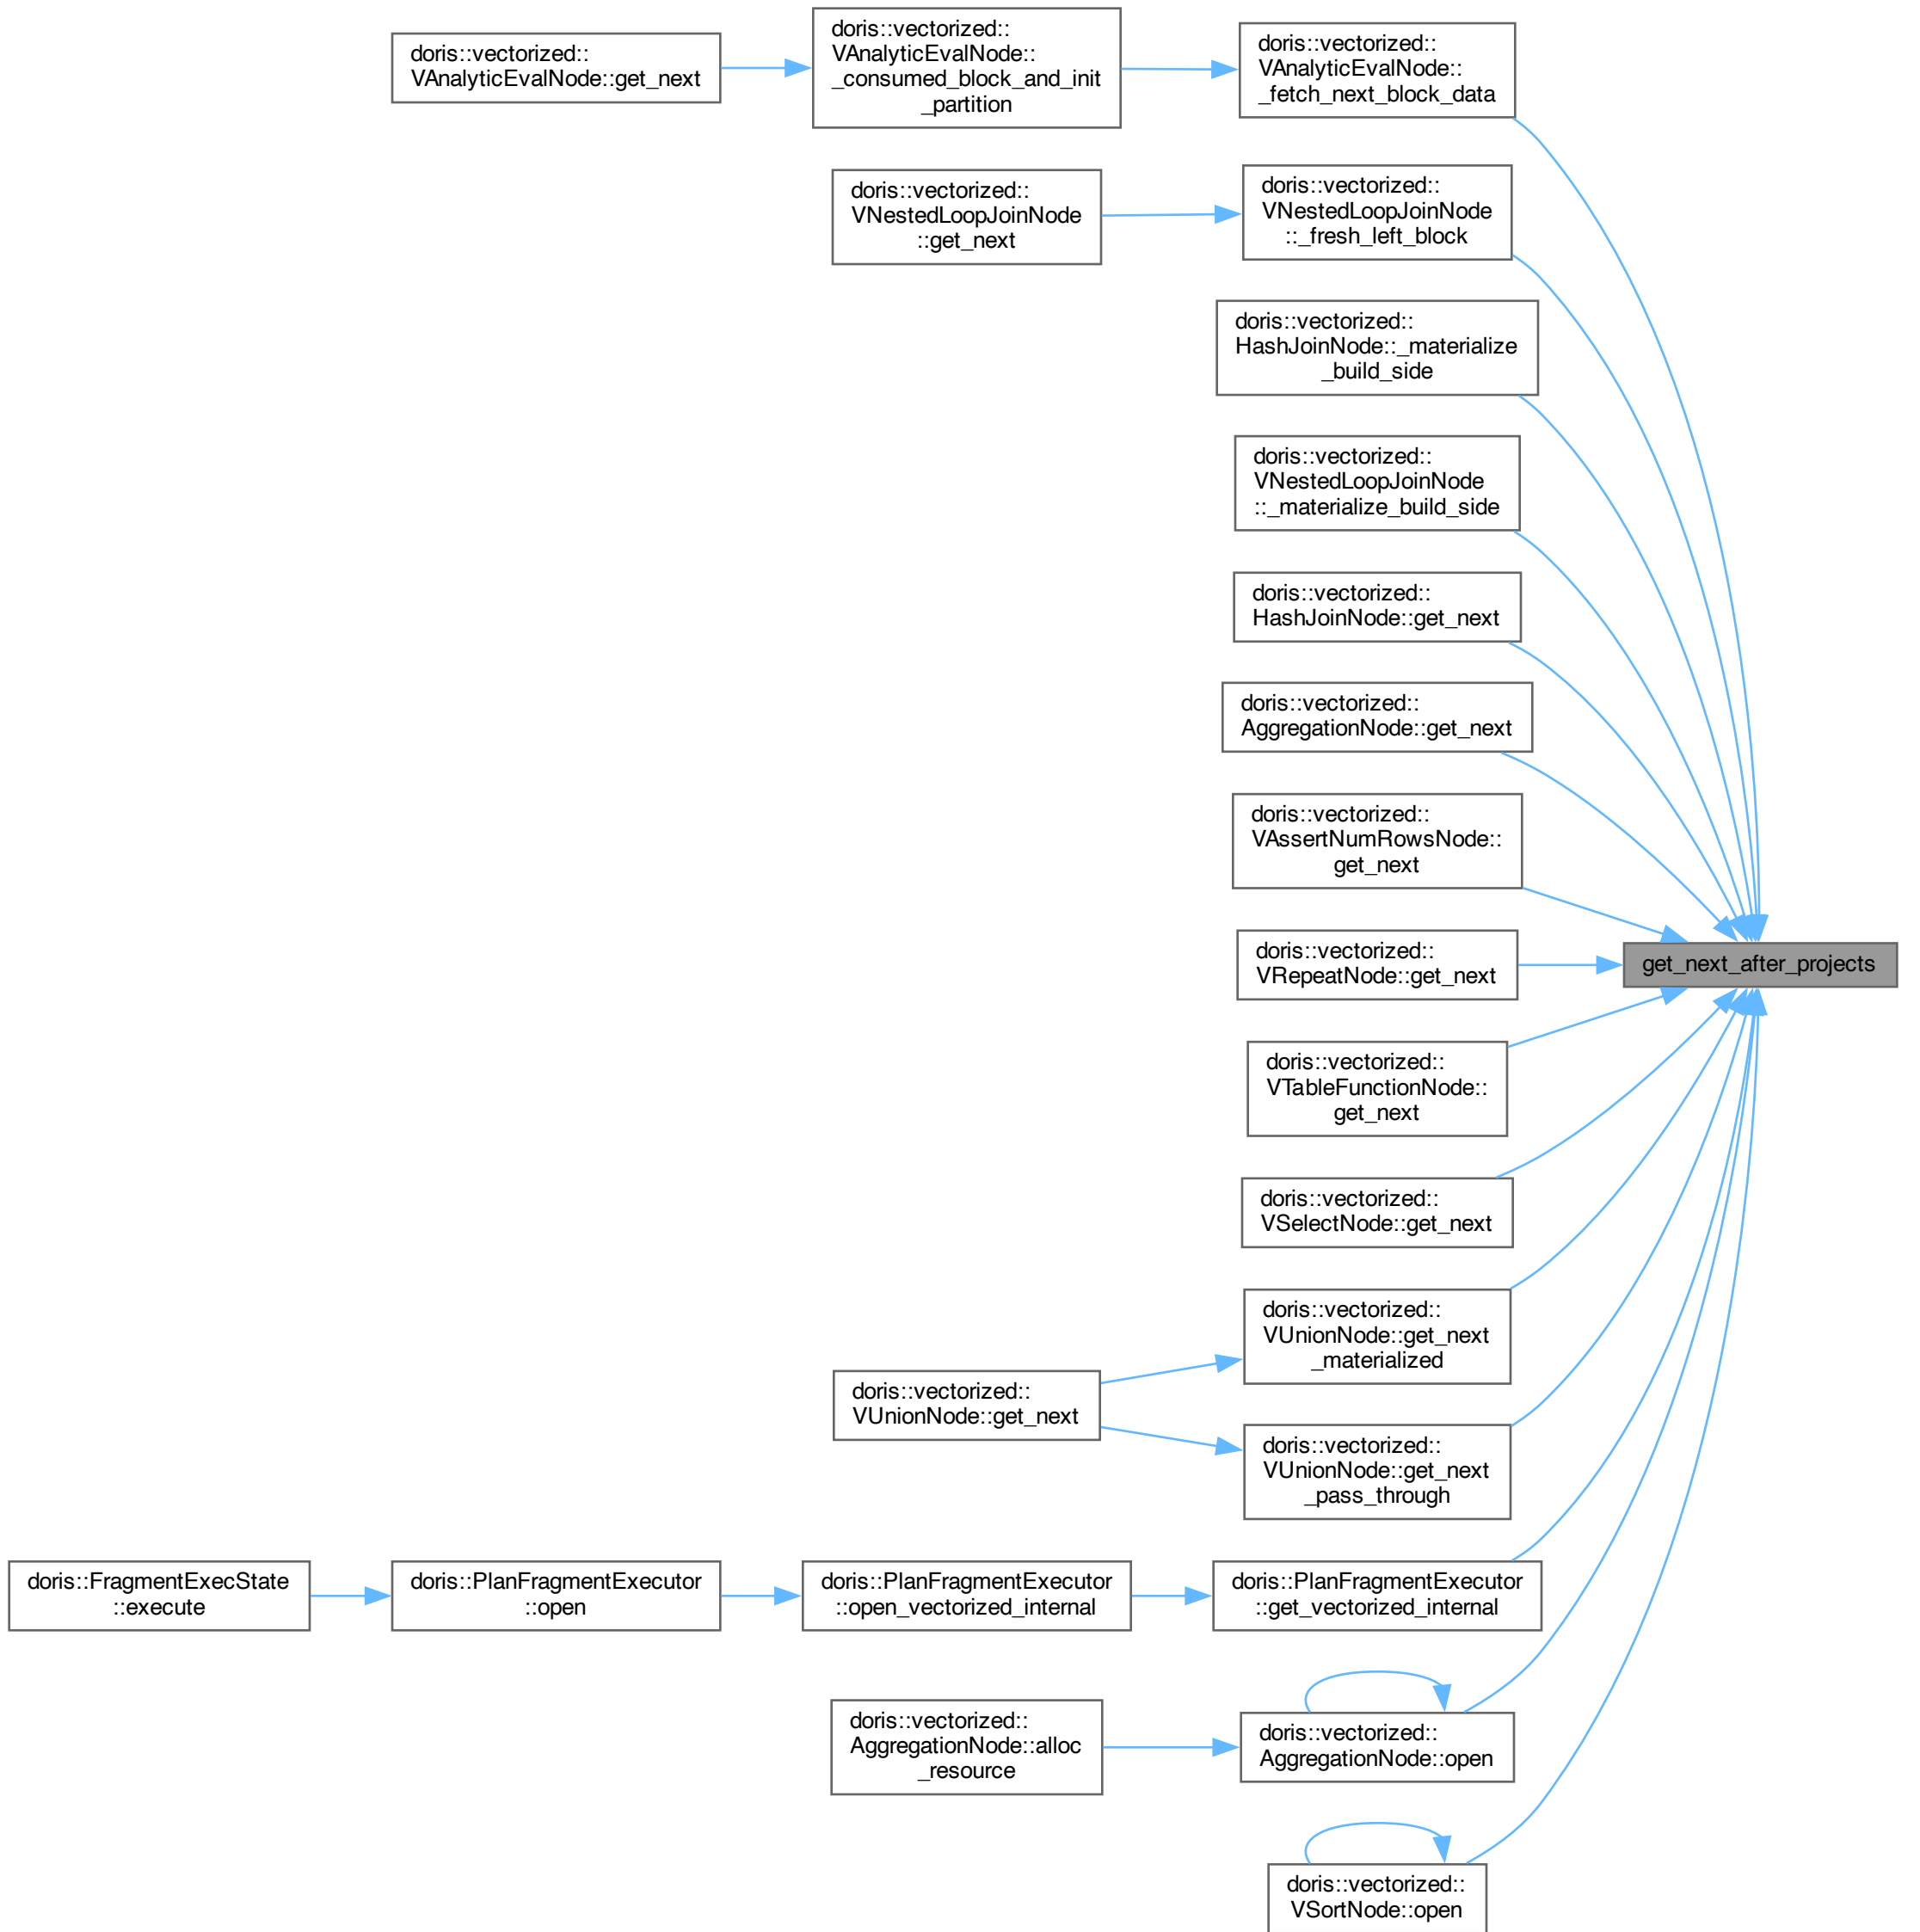 doris::vectorized::
VAnalyticEvalNode::get_next
doris::vectorized::
VAnalyticEvalNode::
_consumed_block_and_init
_partition
doris::vectorized::
VAnalyticEvalNode::
_fetch_next_block_data
doris::vectorized::
VNestedLoopJoinNode
::get_next
doris::vectorized::
VNestedLoopJoinNode
::_fresh_left_block
doris::vectorized::
HashJoinNode::_materialize
_build_side
doris::vectorized::
VNestedLoopJoinNode
::_materialize_build_side
doris::vectorized::
HashJoinNode::get_next
doris::vectorized::
AggregationNode::get_next
doris::vectorized::
VAssertNumRowsNode::
get_next
doris::vectorized::
VRepeatNode::get_next
get_next_after_projects
doris::vectorized::
VTableFunctionNode::
get_next
doris::vectorized::
VSelectNode::get_next
doris::vectorized::
VUnionNode::get_next
_materialized
doris::vectorized::
VUnionNode::get_next
doris::vectorized::
VUnionNode::get_next
_pass_through
doris::FragmentExecState
::execute
doris::PlanFragmentExecutor
::open
doris::PlanFragmentExecutor
::open_vectorized_internal
doris::PlanFragmentExecutor
::get_vectorized_internal
doris::vectorized::
AggregationNode::alloc
_resource
doris::vectorized::
AggregationNode::open
doris::vectorized::
VSortNode::open